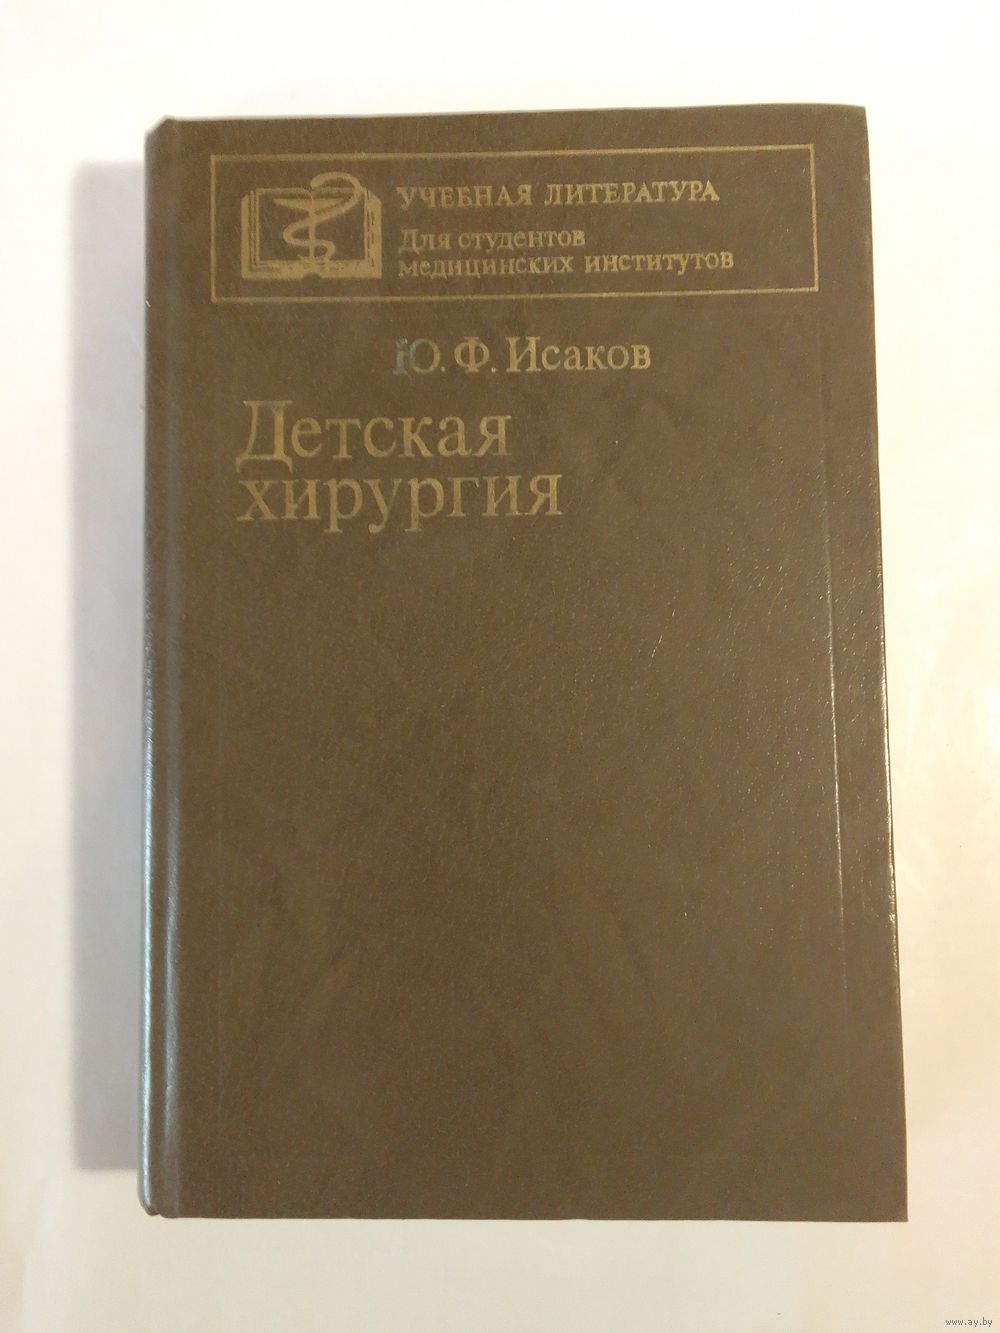 УЧЕБНАЯ ЛИТЕРАТУРА
Для студентов
медицинских институтов
Ю. Ф. Исаков
Детская
хирургия
www.ay.by